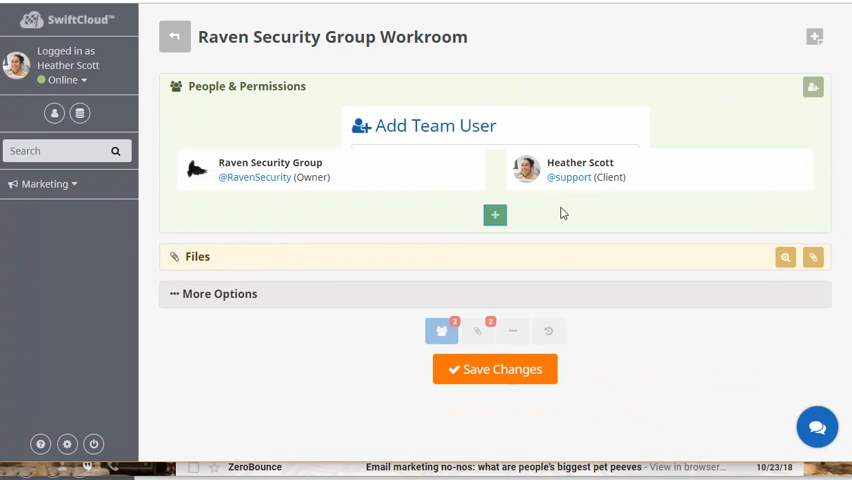 SwiftCloud™
Logged in as
Heather Scott
Online
Search
Marketing
Raven Security Group Workroom
People & Permissions
Add Team User
Raven Security Group
@RavenSecurity (Owner)
Heather Scott
@support (Client)
Files
More Options
2
2
Save Changes
ZeroBounce
Email marketing no-nos: what are people's biggest pet peeves - View in browser...
10/23/18